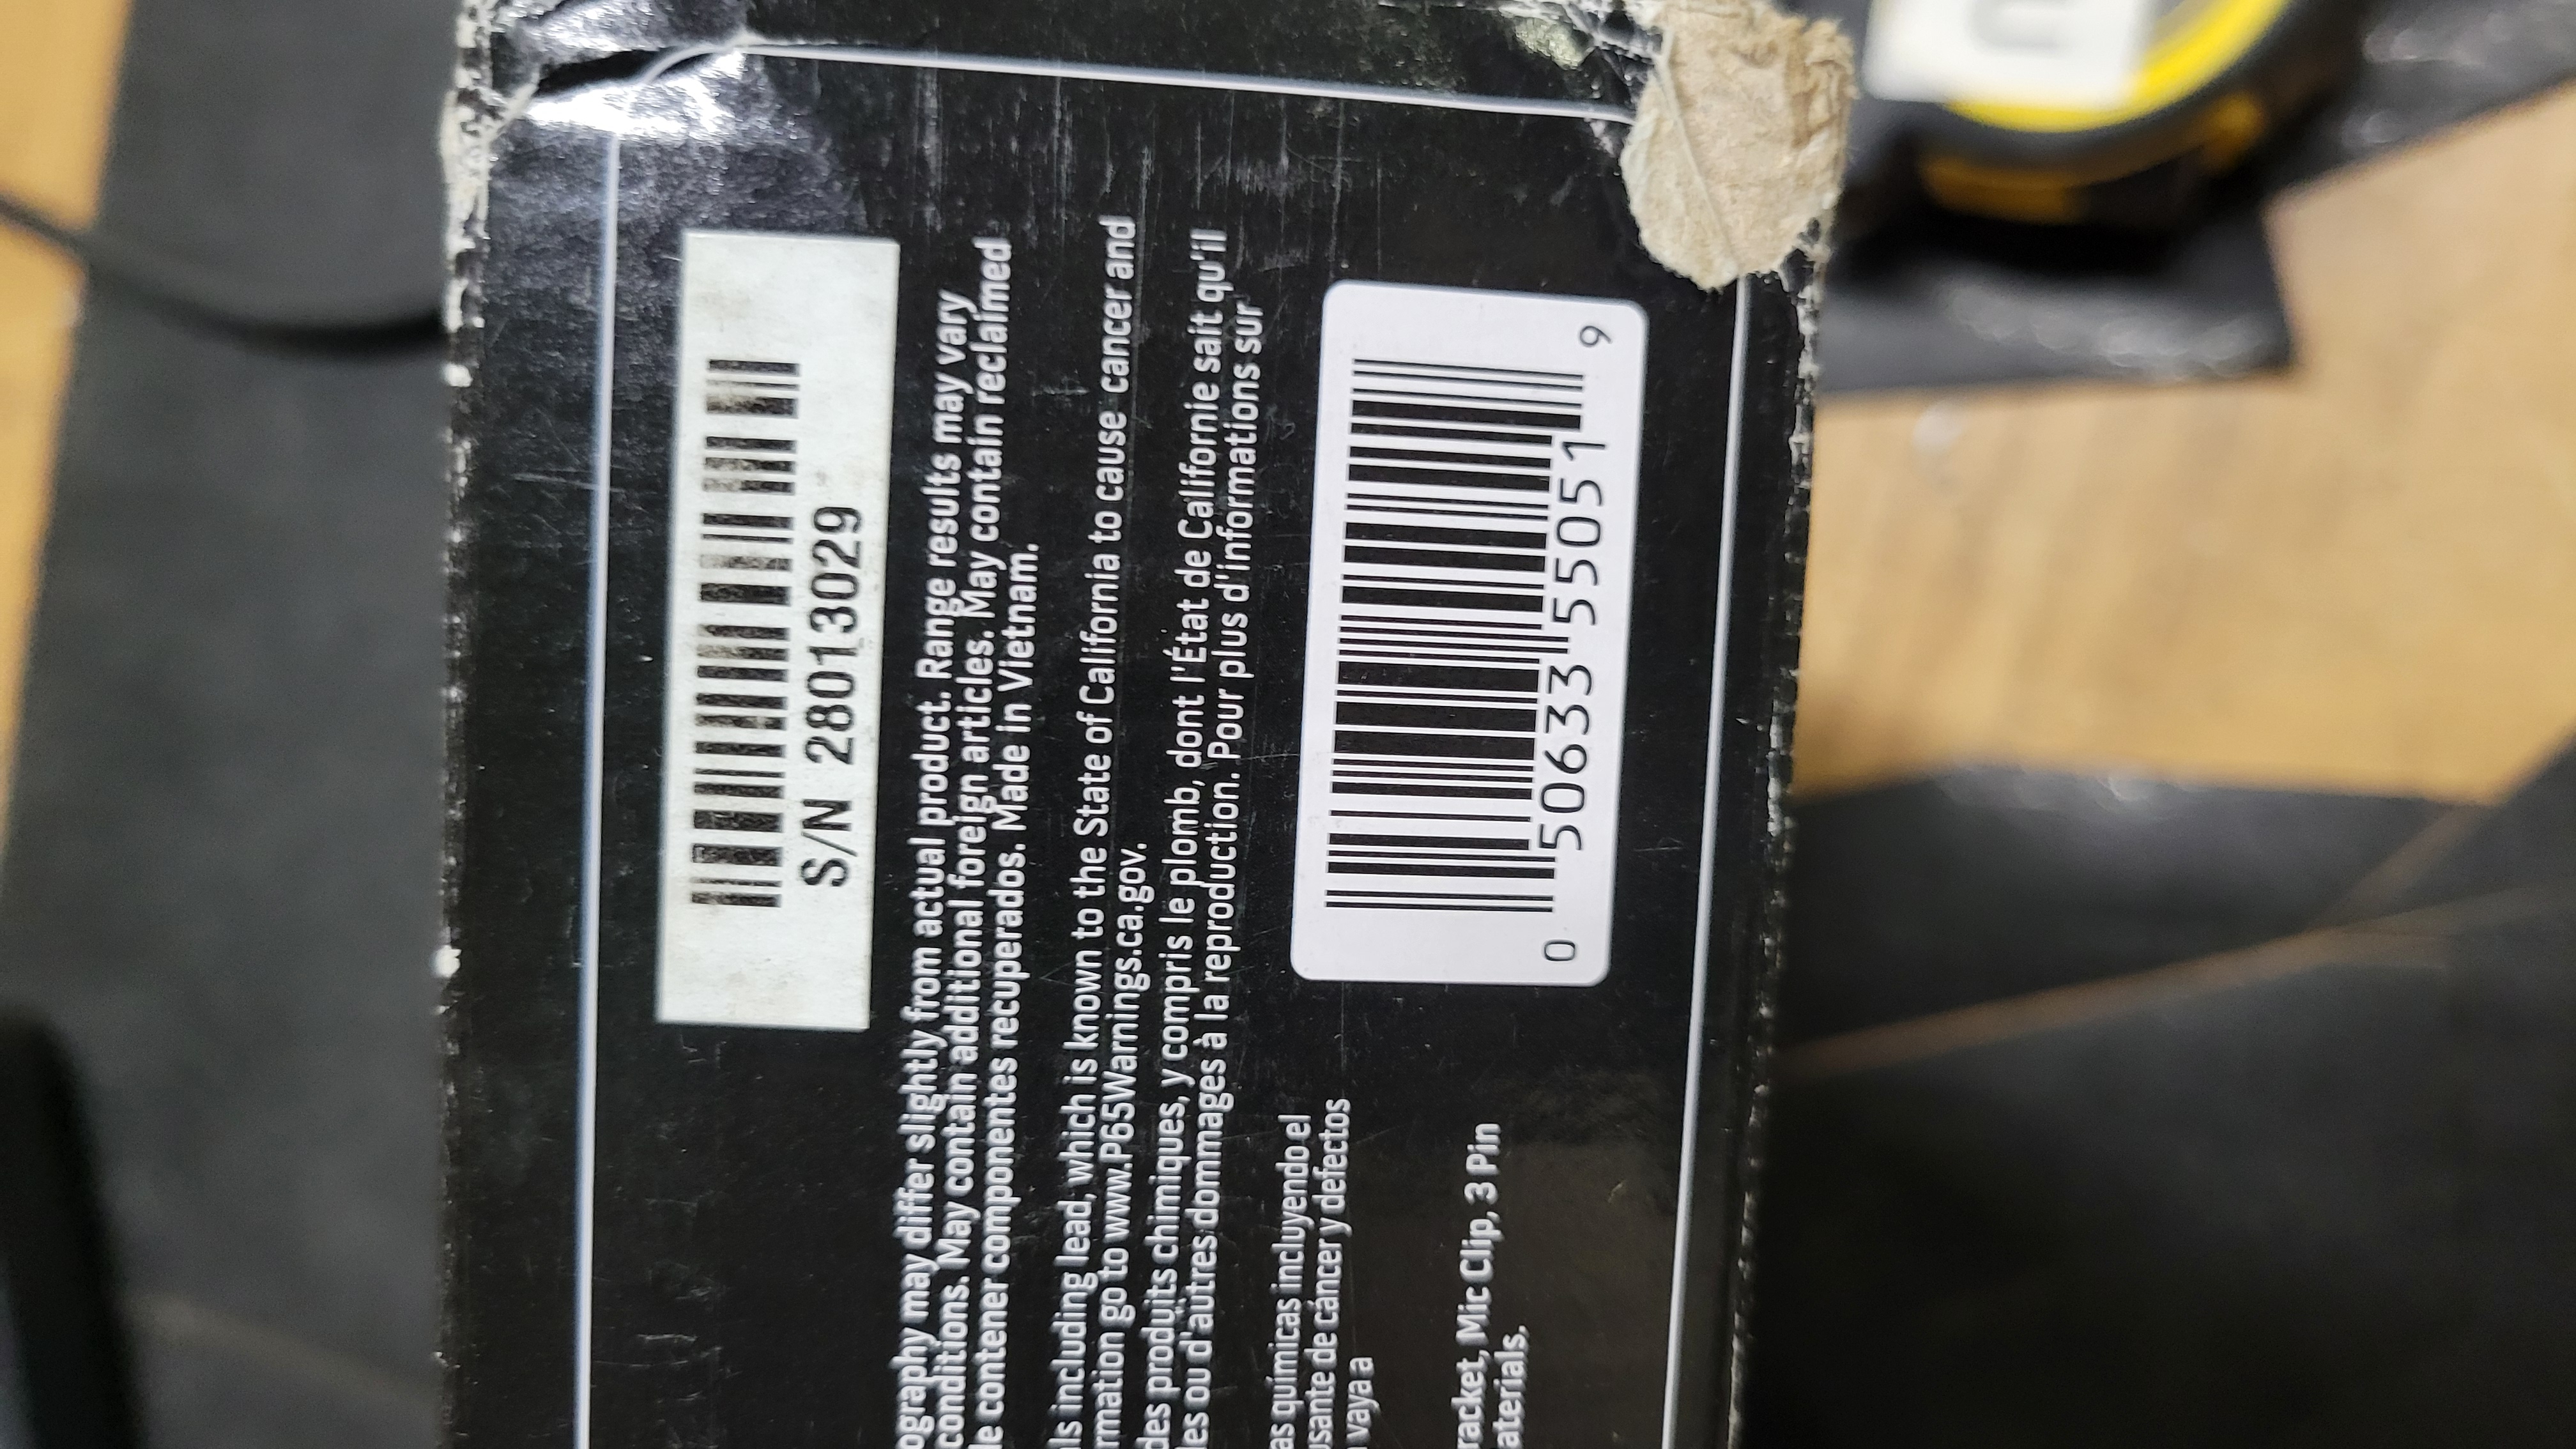 S/N 28013029
ography may differ slightly from actual product. Range results may vary
conditions. May contain additional foreign articles. May contain reclaimed
le contener componentes recuperados. Made in Vietnam.
ls including lead, which is known to the State of California to cause cancer and
rmation go to www.P65Warnings.ca.gov.
des produits chimiques, y compris le plomb, dont l'État de Californie sait qu'il
les ou d'autres dommages à la reproduction. Pour plus d'informations sur
as químicas incluyendo el
usante de cáncer y defectos
vaya a
0 50633 55051 9
racket, Mic Clip, 3 Pin
aterials.